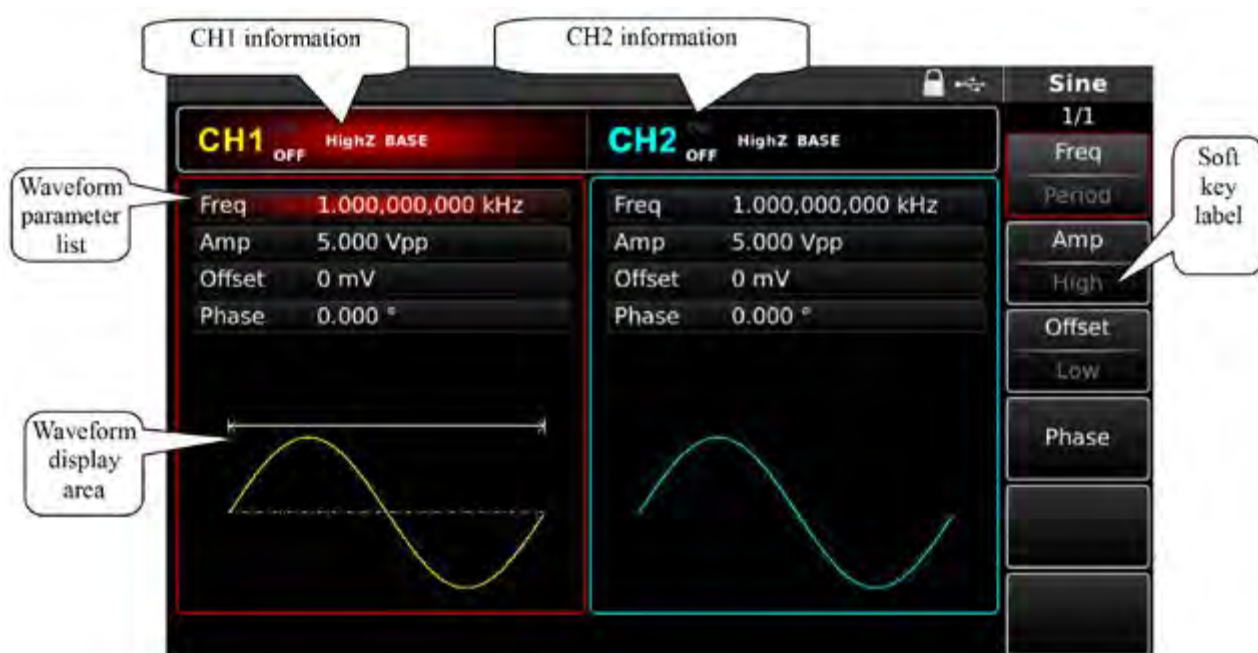 CH1 information
CH2 information
Sine
1/1
CH1 OFF HighZ BASE
CH2 OFF HighZ BASE
Freq
Period
Soft
key
label
Waveform
parameter
list
Freq 1.000,000,000 kHz
Amp 5.000 Vpp
Offset 0 mV
Phase 0.000 °
Freq 1.000,000,000 kHz
Amp 5.000 Vpp
Offset 0 mV
Phase 0.000 °
Amp
High
Offset
Low
Phase
Waveform
display
area